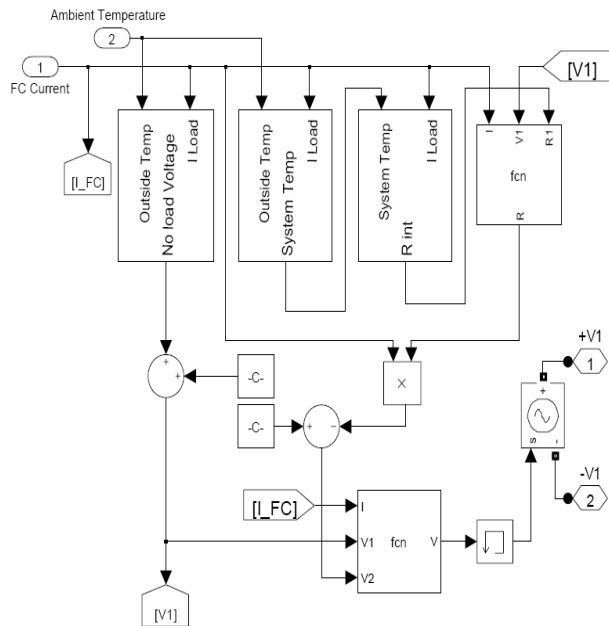 Ambient Temperature
2
1
FC Current
[V1]
[I_FC]
Outside Temp
I Load
No load Voltage
Outside Temp
I Load
System Temp
System Temp
I Load
R int
I
V1
R1
fcn
R
+
+
-C-
-C-
+
-
X
+V1
1
+
s
-
-V1
2
[I_FC]
I
V1
V2
fcn
V
[V1]